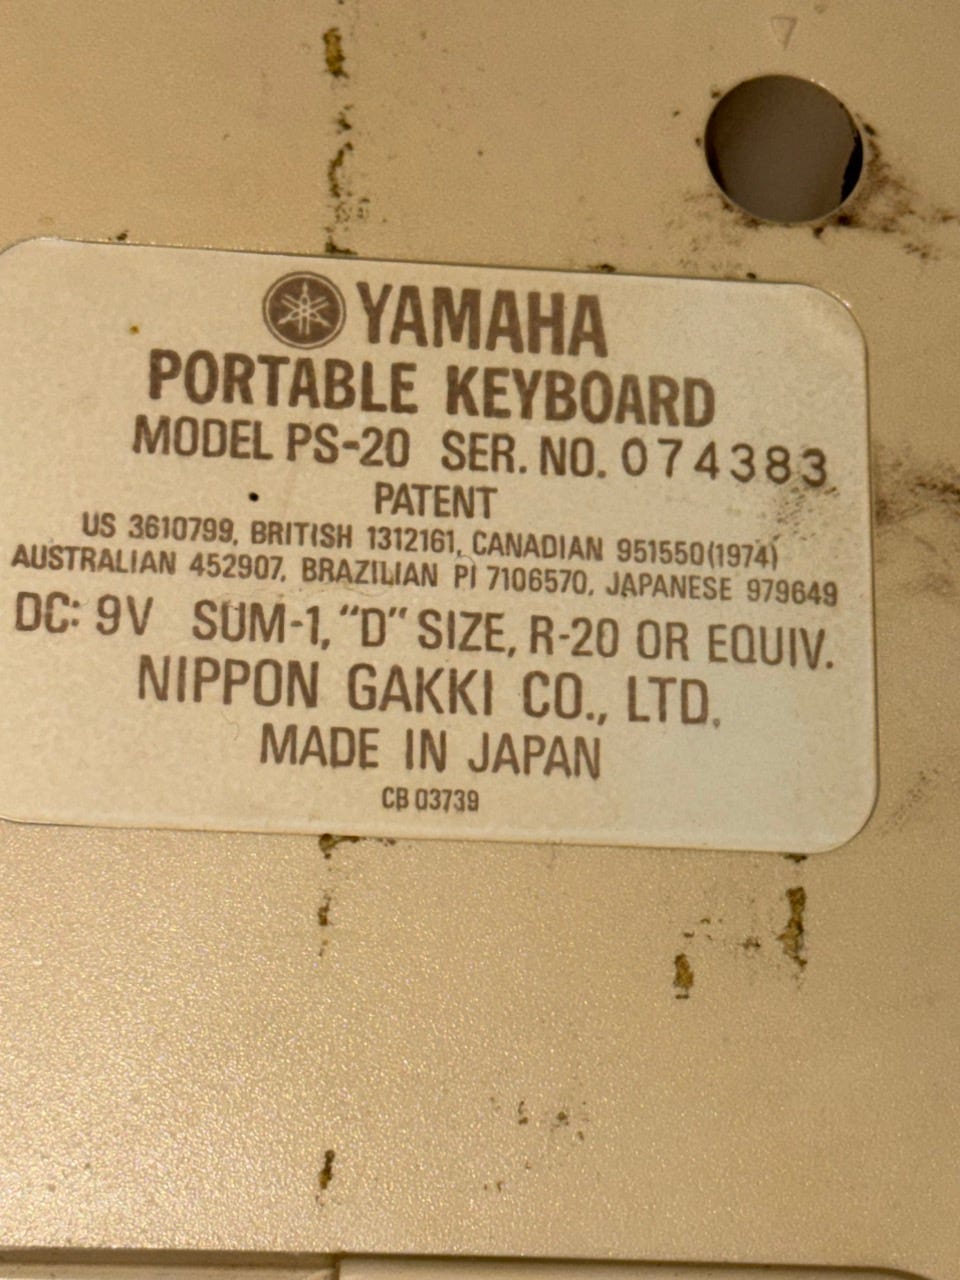 YAMAHA
PORTABLE KEYBOARD
MODEL PS-20 SER. NO. 074383
PATENT
US 3610799, BRITISH 1312161, CANADIAN 951550(1974)
AUSTRALIAN 452907, BRAZILIAN PI 7106570, JAPANESE 979649
DC: 9V SUM-1, "D" SIZE, R-20 OR EQUIV.
NIPPON GAKKI CO., LTD.
MADE IN JAPAN
CB 03739